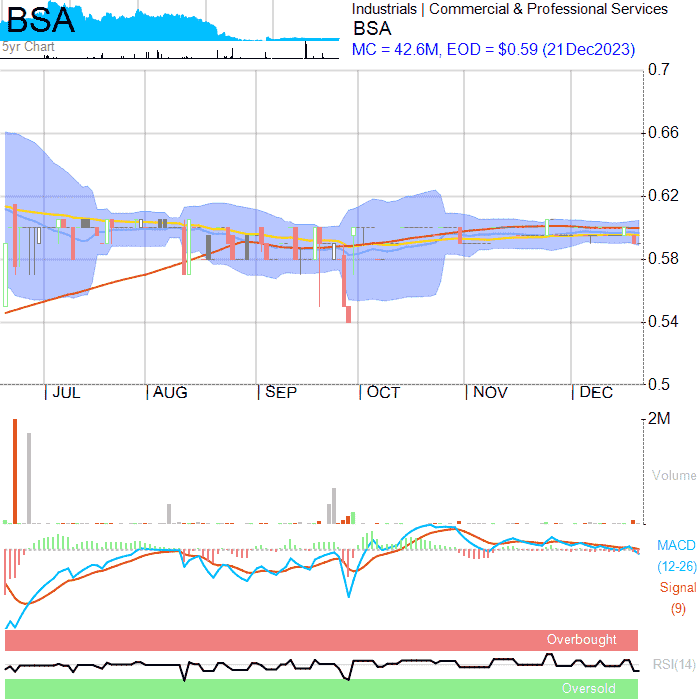 BSA
5yr Chart
Industrials | Commercial & Professional Services
BSA
MC = 42.6M, EOD = $0.59 (21Dec2023)
0.7
0.66
0.62
0.58
0.54
0.5
JUL AUG SEP OCT NOV DEC
2M
Volume
MACD
(12-26)
Signal
(9)
Overbought
RSI(14)
Oversold